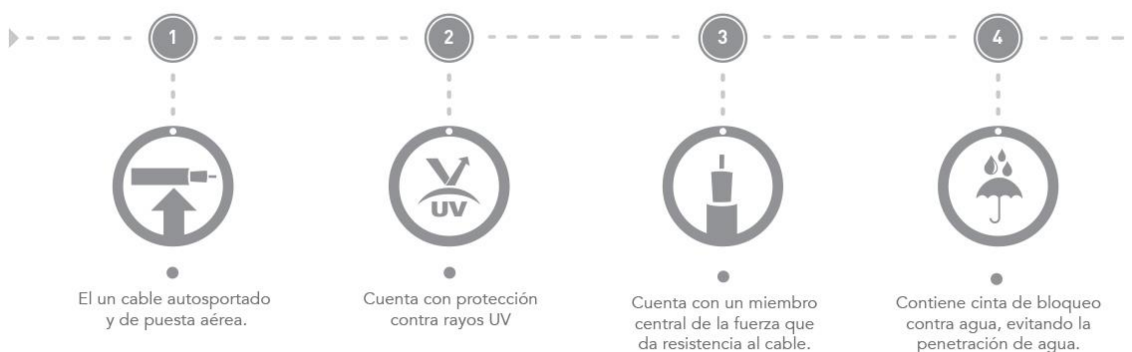 1
2
3
4
UV
El un cable autosportado
y de puesta aérea.
Cuenta con protección
contra rayos UV
Cuenta con un miembro
central de la fuerza que
da resistencia al cable.
Contiene cinta de bloqueo
contra agua, evitando la
penetración de agua.